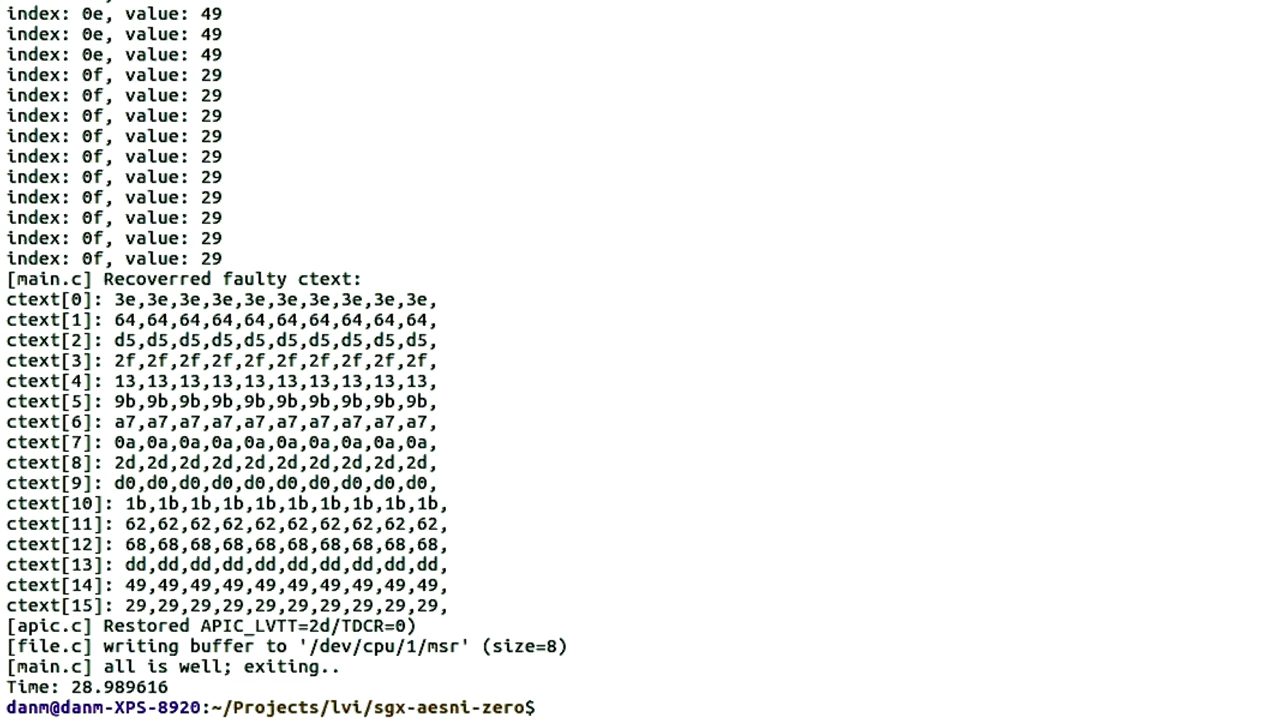 index: 0e, value: 49
index: 0e, value: 49
index: 0e, value: 49
index: 0f, value: 29
index: 0f, value: 29
index: 0f, value: 29
index: 0f, value: 29
index: 0f, value: 29
index: 0f, value: 29
index: 0f, value: 29
index: 0f, value: 29
index: 0f, value: 29
index: 0f, value: 29
[main.c] Recoverred faulty ctext:
ctext[0]: 3e,3e,3e,3e,3e,3e,3e,3e,3e,3e,
ctext[1]: 64,64,64,64,64,64,64,64,64,64,
ctext[2]: d5,d5,d5,d5,d5,d5,d5,d5,d5,d5,
ctext[3]: 2f,2f,2f,2f,2f,2f,2f,2f,2f,2f,
ctext[4]: 13,13,13,13,13,13,13,13,13,13,
ctext[5]: 9b,9b,9b,9b,9b,9b,9b,9b,9b,9b,
ctext[6]: a7,a7,a7,a7,a7,a7,a7,a7,a7,a7,
ctext[7]: 0a,0a,0a,0a,0a,0a,0a,0a,0a,0a,
ctext[8]: 2d,2d,2d,2d,2d,2d,2d,2d,2d,2d,
ctext[9]: d0,d0,d0,d0,d0,d0,d0,d0,d0,d0,
ctext[10]: 1b,1b,1b,1b,1b,1b,1b,1b,1b,1b,
ctext[11]: 62,62,62,62,62,62,62,62,62,62,
ctext[12]: 68,68,68,68,68,68,68,68,68,68,
ctext[13]: dd,dd,dd,dd,dd,dd,dd,dd,dd,dd,
ctext[14]: 49,49,49,49,49,49,49,49,49,49,
ctext[15]: 29,29,29,29,29,29,29,29,29,29,
[apic.c] Restored APIC_LVTT=2d/TDCR=0)
[file.c] writing buffer to '/dev/cpu/1/msr' (size=8)
[main.c] all is well; exiting..
Time: 28.989616
danm@danm-XPS-8920:~/Projects/lvi/sgx-aesni-zero$